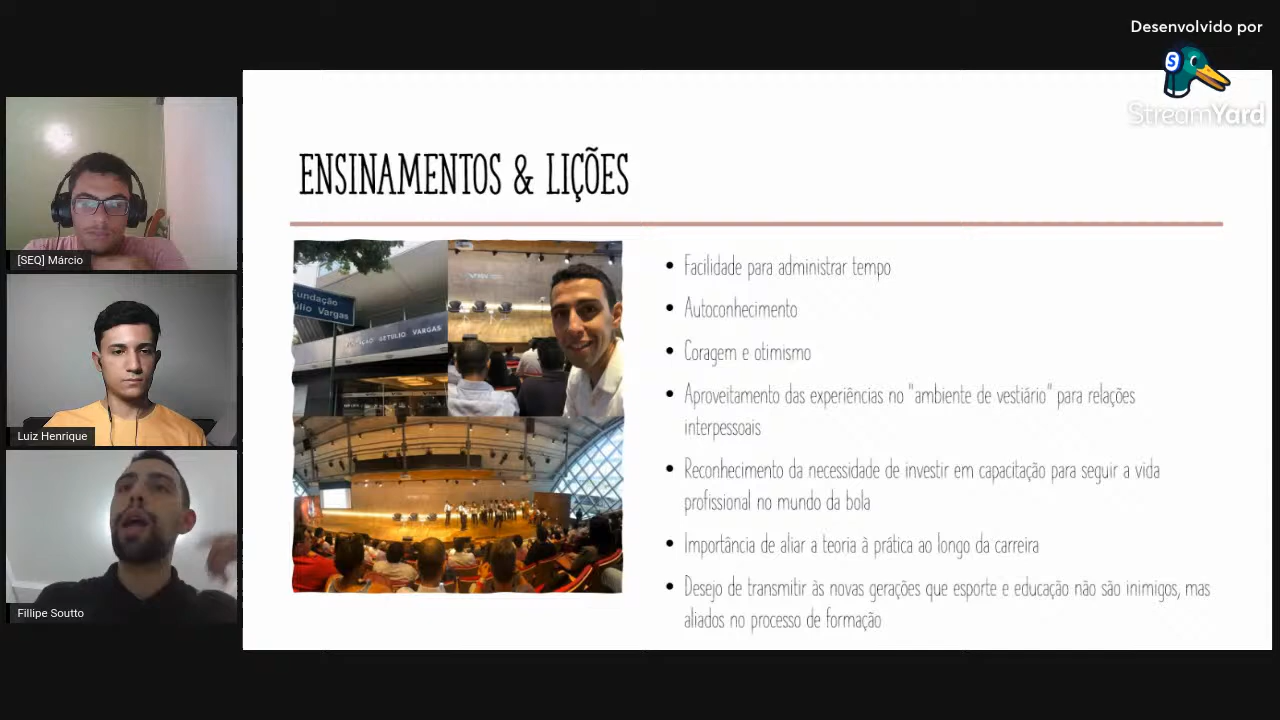 Desenvolvido por
StreamYard
ENSINAMENTOS & LIÇÕES
Fundação
Getulio Vargas
GETULIO VARGAS
• Facilidade para administrar tempo
• Autoconhecimento
• Coragem e otimismo
• Aproveitamento das experiências no "ambiente de vestiário" para relações
interpessoais
• Reconhecimento da necessidade de investir em capacitação para seguir a vida
profissional no mundo da bola
• Importância de aliar a teoria à prática ao longo da carreira
• Desejo de transmitir às novas gerações que esporte e educação não são inimigos, mas
aliados no processo de formação
[SEQ] Márcio
Luiz Henrique
Fillipe Soutto